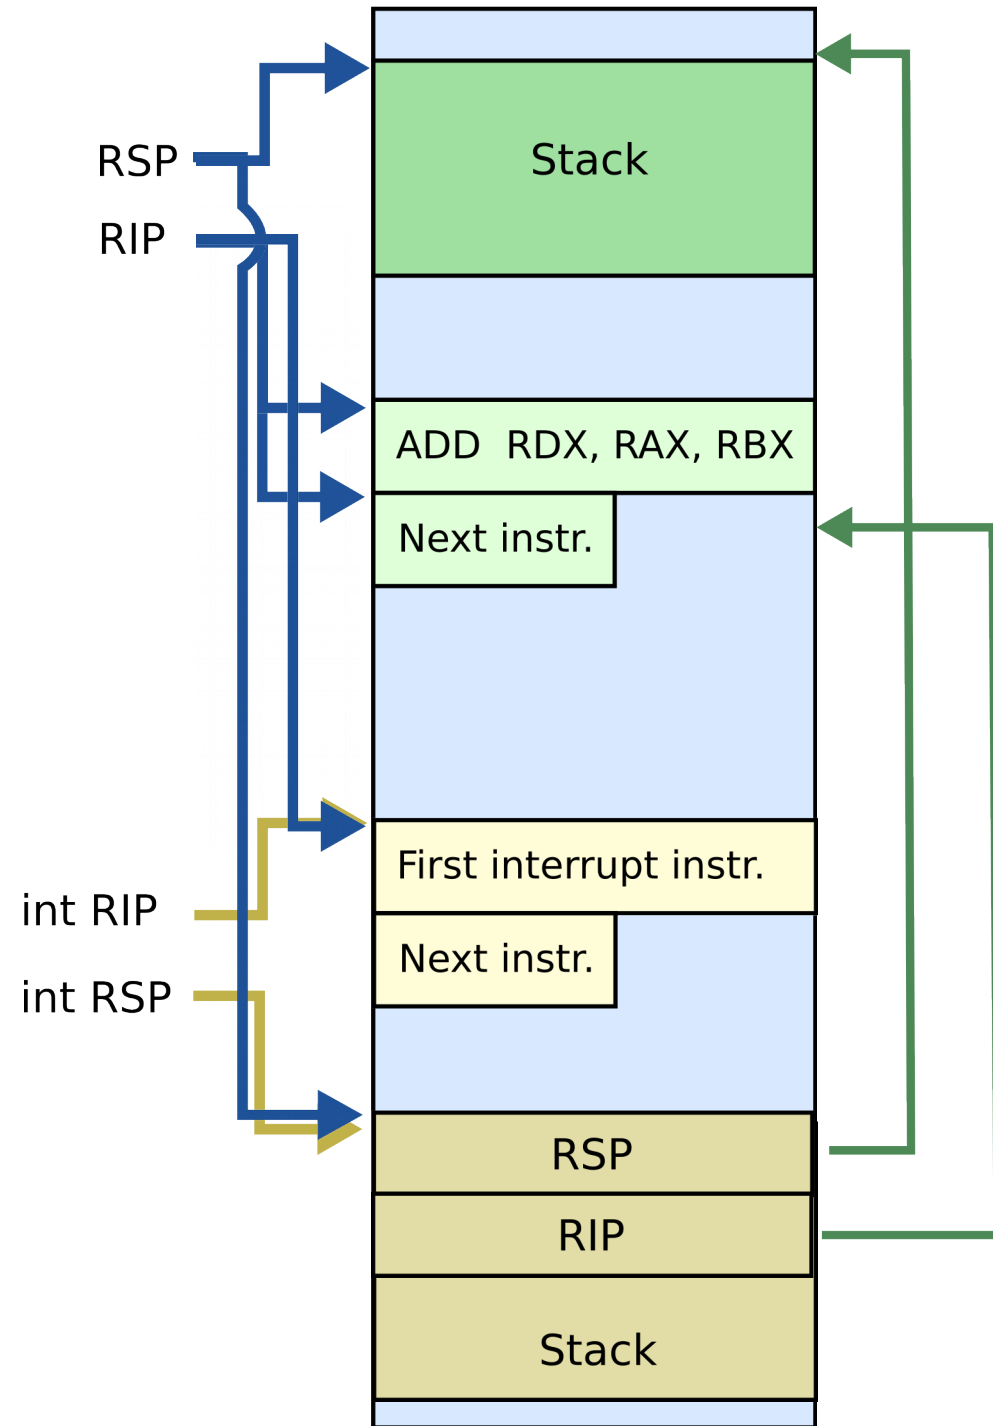 Stack
RSP
RIP
ADD  RDX, RAX, RBX
Next instr.
First interrupt instr.
int RIP
Next instr.
int RSP
RSP
RIP
Stack